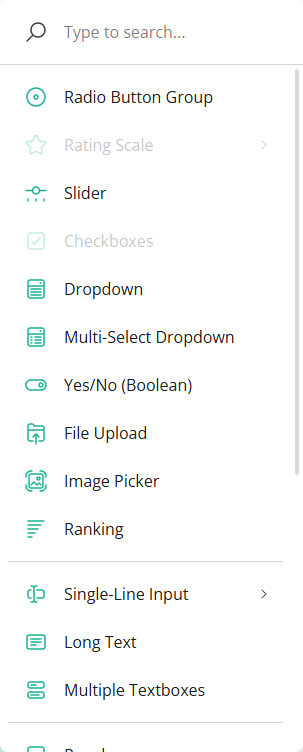 Type to search...
Radio Button Group
Rating Scale
Slider
Checkboxes
Dropdown
Multi-Select Dropdown
Yes/No (Boolean)
File Upload
Image Picker
Ranking
Single-Line Input
Long Text
Multiple Textboxes